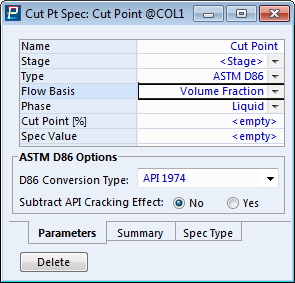 Cut Pt Spec: Cut Point @COL1
Name Cut Point
Stage <Stage>
Type ASTM D86
Flow Basis Volume Fraction
Phase Liquid
Cut Point [%] <empty>
Spec Value <empty>
ASTM D86 Options
D86 Conversion Type: API 1974
Subtract API Cracking Effect: No Yes
Parameters Summary Spec Type
Delete